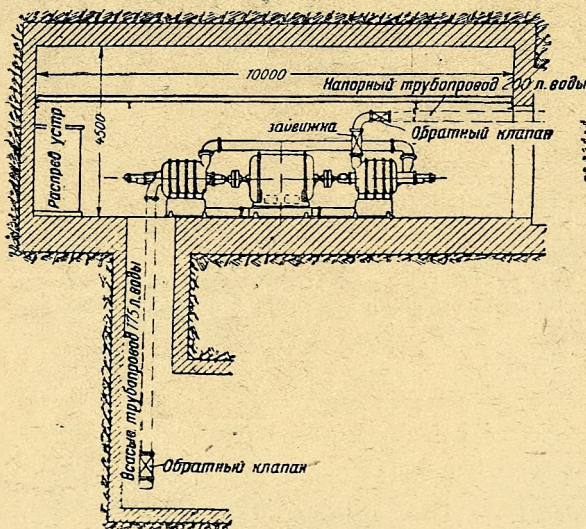 10000
Напорный трубопровод 200 л. воды
4500
задвижка
Обратный клапан
Распред устр
Всасыв. трубопровод 175 л. воды
Обратный клапан